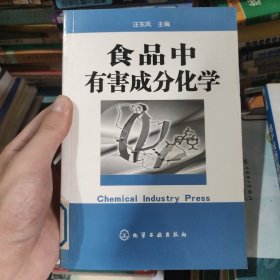 汪东风 主编
食品中
有害成分化学
Chemical Industry Press
化学工业出版社